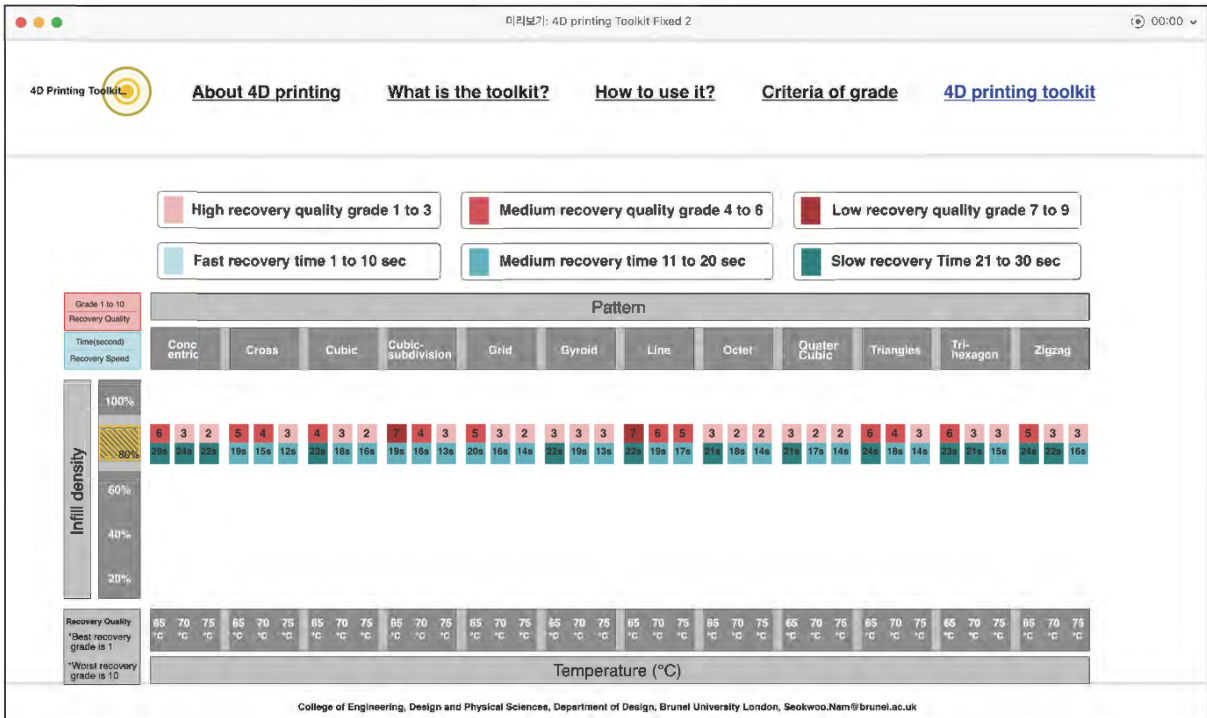 미리보기: 4D printing Toolkit Fixed 2
00:00
4D Printing Toolkit..
About 4D printing What is the toolkit? How to use it? Criteria of grade 4D printing toolkit
High recovery quality grade 1 to 3 Medium recovery quality grade 4 to 6 Low recovery quality grade 7 to 9
Fast recovery time 1 to 10 sec Medium recovery time 11 to 20 sec Slow recovery Time 21 to 30 sec
Grade 1 to 10
Recovery Quality
Pattern
Time(second)
Recovery Speed
Conc
entric
Cross
Cubic
Cubic-
subdivision
Grid
Gyroid
Line
Octet
Quater
Cubic
Triangles
Tri-
hexagon
Zigzag
Infill density
100%
80%
60%
40%
20%
6 3 2 5 4 3 4 3 2 7 4 3 5 3 2 3 3 3 7 6 5 3 2 2 3 2 2 6 4 3 6 3 3 5 3 3
29s 24s 22s 19s 15s 12s 23s 18s 16s 19s 16s 13s 20s 16s 14s 22s 19s 13s 22s 19s 17s 21s 18s 14s 21s 17s 14s 24s 18s 14s 23s 21s 15s 24s 22s 16s
Recovery Quality
*Best recovery
grade is 1
*Worst recovery
grade is 10
65 70 75 65 70 75 65 70 75 65 70 75 65 70 75 65 70 75 65 70 75 65 70 75 65 70 75 65 70 75 65 70 75 65 70 75
°C °C °C °C °C °C °C °C °C °C °C °C °C °C °C °C °C °C °C °C °C °C °C °C °C °C °C °C °C °C °C °C °C °C °C °C
Temperature (°C)
College of Engineering, Design and Physical Sciences, Department of Design, Brunel University London, Seokwoo.Nam@brunel.ac.uk